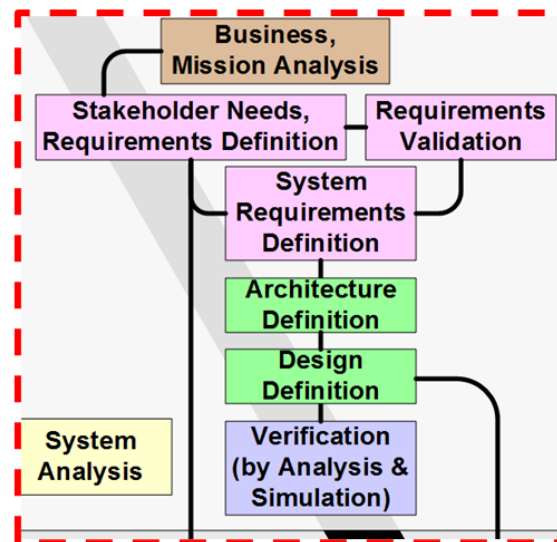 Business,
Mission Analysis
Stakeholder Needs,
Requirements Definition
Requirements
Validation
System
Requirements
Definition
Architecture
Definition
Design
Definition
System
Analysis
Verification
(by Analysis &
Simulation)